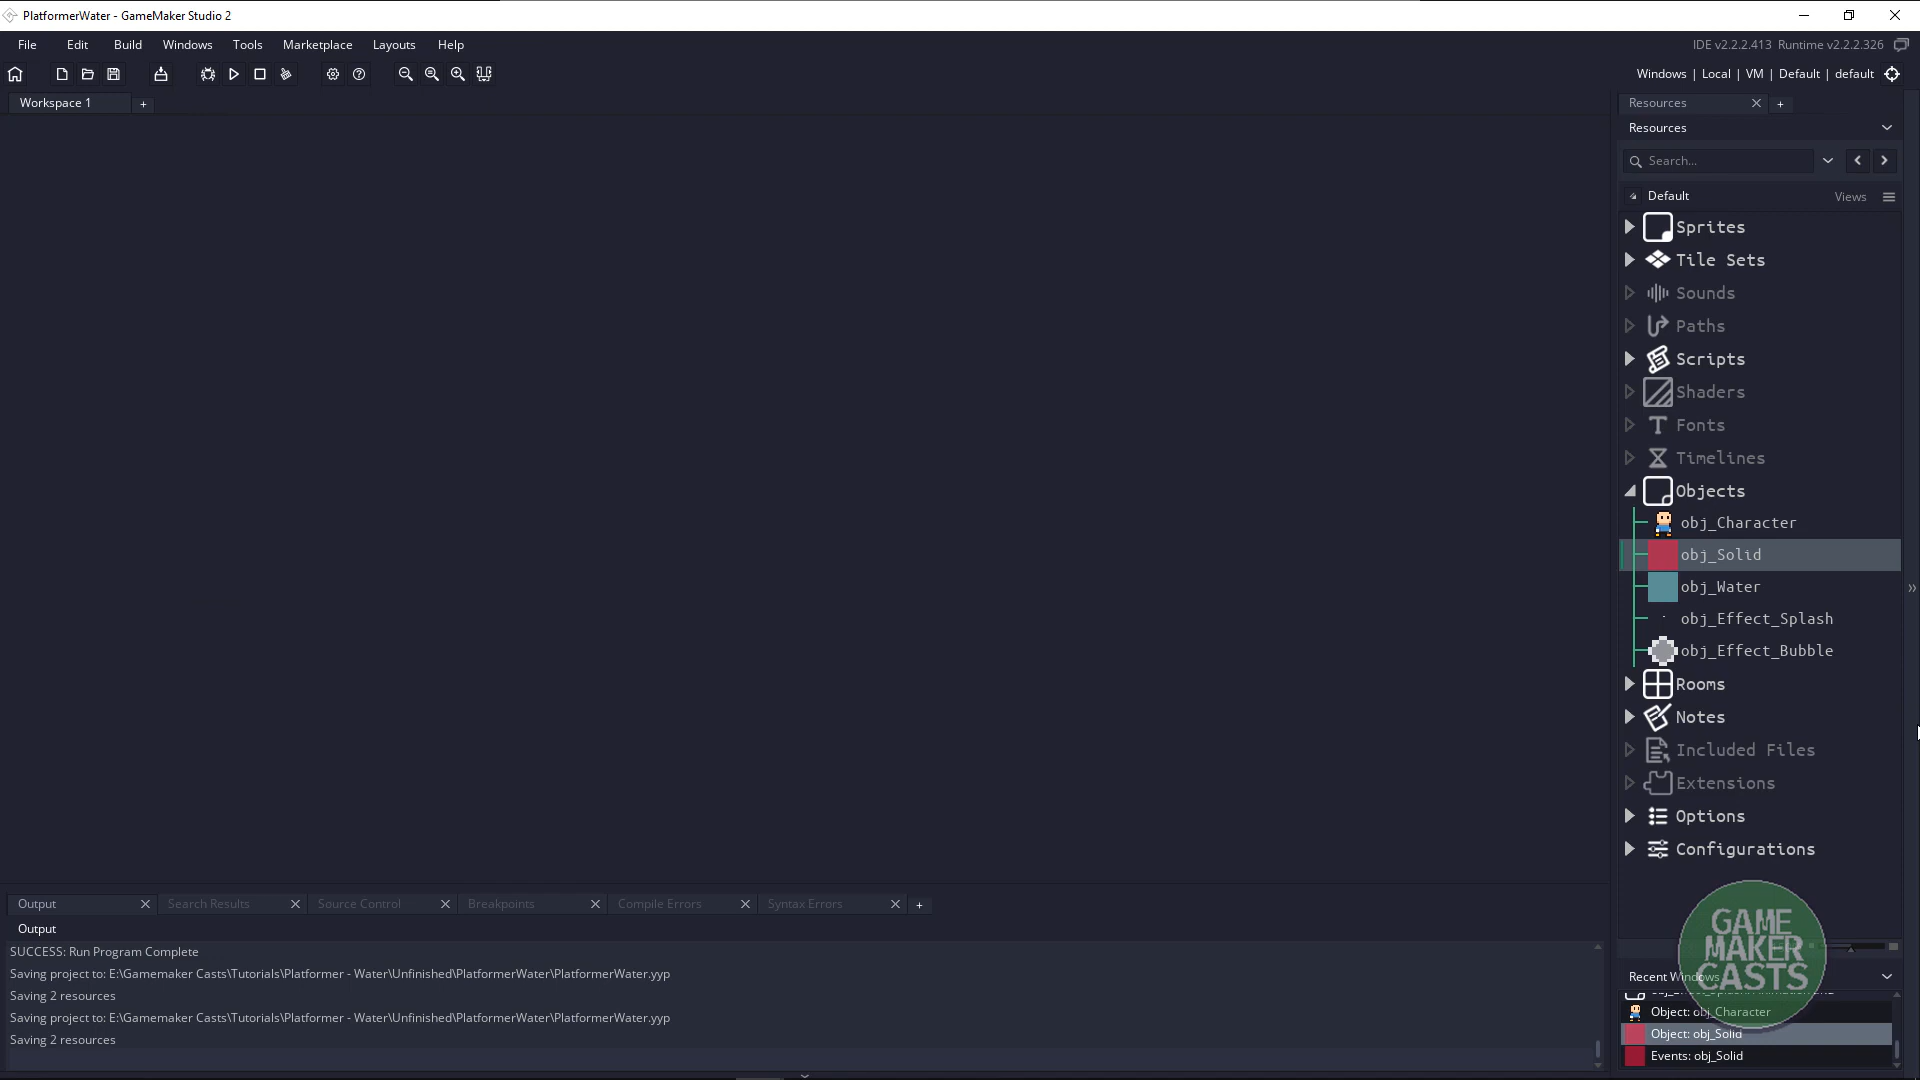 PlatformerWater - GameMaker Studio 2
File Edit Build Windows Tools Marketplace Layouts Help
IDE v2.2.2.413 Runtime v2.2.2.326
Windows | Local | VM | Default | default
Workspace 1
Resources
Resources
Search...
Default Views
Sprites
Tile Sets
Sounds
Paths
Scripts
Shaders
Fonts
Timelines
Objects
obj_Character
obj_Solid
obj_Water
obj_Effect_Splash
obj_Effect_Bubble
Rooms
Notes
Included Files
Extensions
Options
Configurations
Output Search Results Source Control Breakpoints Compile Errors Syntax Errors
Output
SUCCESS: Run Program Complete
Saving project to: E:\Gamemaker Casts\Tutorials\Platformer - Water\Unfinished\PlatformerWater\PlatformerWater.yyp
Saving 2 resources
Saving project to: E:\Gamemaker Casts\Tutorials\Platformer - Water\Unfinished\PlatformerWater\PlatformerWater.yyp
Saving 2 resources
GAME
MAKER
CASTS
Recent Windows
Object: obj_Character
Object: obj_Solid
Events: obj_Solid